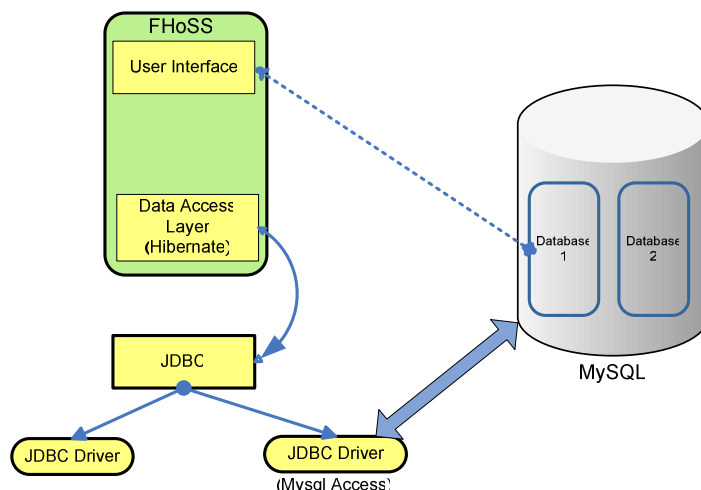 FHoSS
User Interface
Data Access
Layer
(Hibernate)
Database
1
Database
2
MySQL
JDBC
JDBC Driver
JDBC Driver
(Mysql Access)